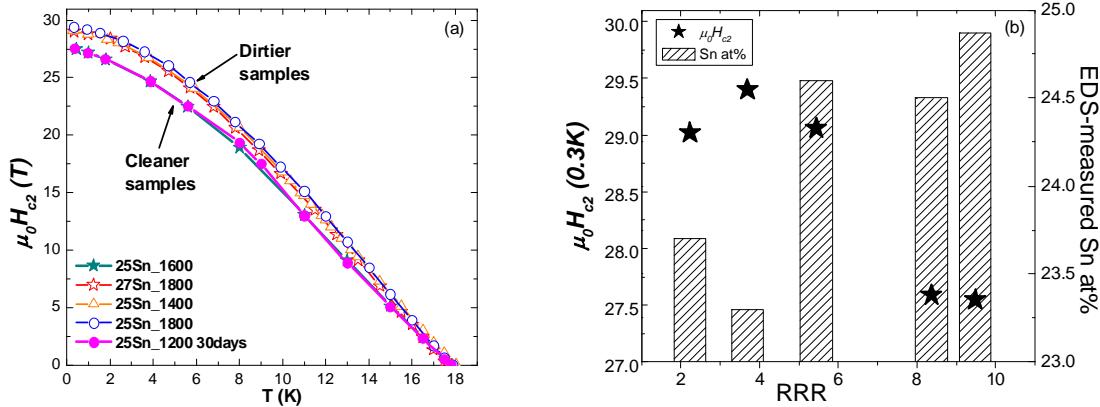 (a)
Dirtier
samples
Cleaner
samples
25Sn_1600
27Sn_1800
25Sn_1400
25Sn_1800
25Sn_1200 30days
30
25
20
15
10
5
0
μ₀H_c2 (T)
0 2 4 6 8 10 12 14 16 18
T (K)
(b)
μ₀H_c2
Sn at%
30.0
29.5
29.0
28.5
28.0
27.5
27.0
μ₀H_c2 (0.3K)
2 4 6 8 10
RRR
25.0
24.5
24.0
23.5
23.0
EDS-measured Sn at%